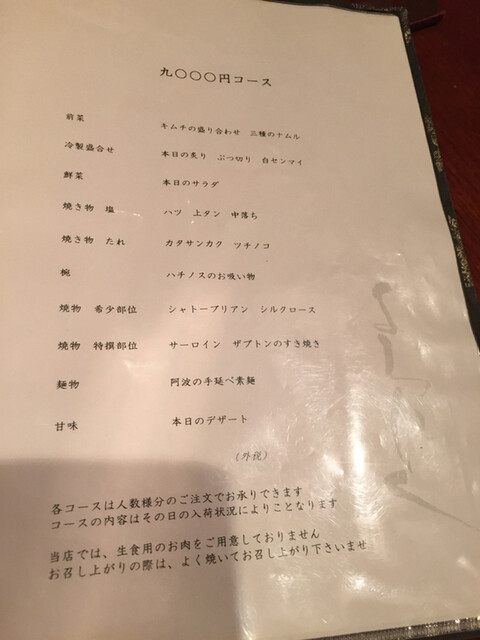 九〇〇〇円コース
前菜 キムチの盛り合わせ 三種のナムル
冷製盛合せ 本日の炙り ぶつ切り 白センマイ
鮮菜 本日のサラダ
焼き物 塩 ハツ 上タン 中落ち
焼き物 たれ カタサンカク ツチノコ
椀 ハチノスのお吸い物
焼物 希少部位 シャトーブリアン シルクロース
焼物 特撰部位 サーロイン ザブトンのすき焼き
麺物 阿波の手延べ素麺
甘味 本日のデザート
(外税)
各コースは人数様分のご注文でお承りできます
コースの内容はその日の入荷状況によりことなります
当店では、生食用のお肉をご用意しておりません
お召し上がりの際は、よく焼いてお召し上がり下さいませ